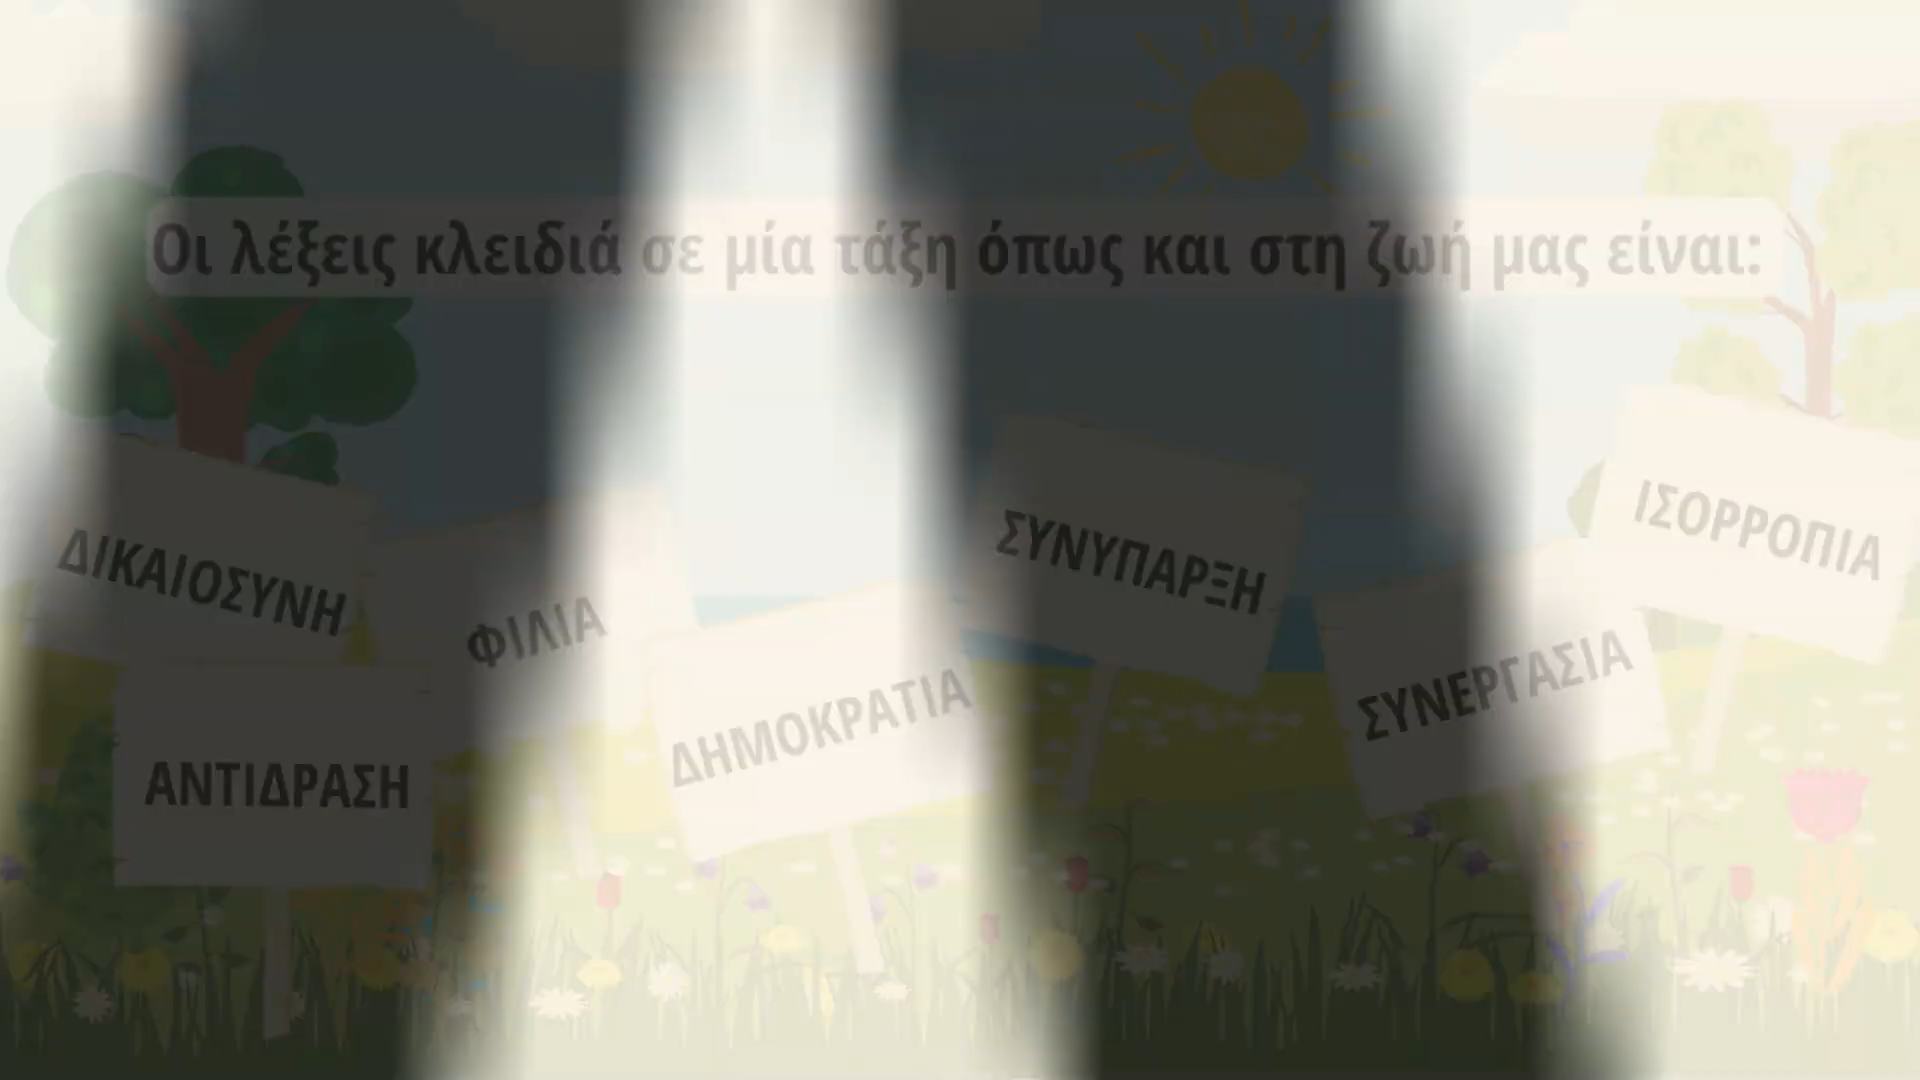 Οι λέξεις κλειδιά σε μία τάξη όπως και στη ζωή μας είναι:
ΔΙΚΑΙΟΣΥΝΗ
ΦΙΛΙΑ
ΣΥΝΥΠΑΡΞΗ
ΙΣΟΡΡΟΠΙΑ
ΑΝΤΙΔΡΑΣΗ
ΔΗΜΟΚΡΑΤΙΑ
ΣΥΝΕΡΓΑΣΙΑ